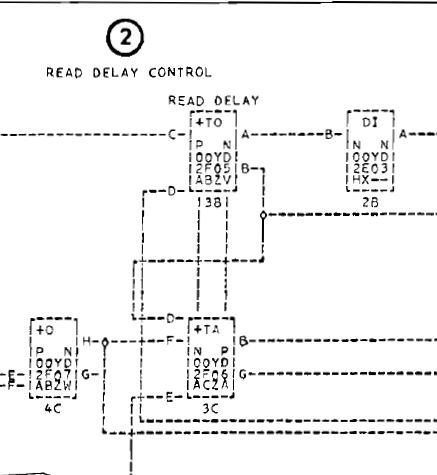 2
READ DELAY CONTROL
READ DELAY
C +TO A B DI A
P N N N
00YD 00YD
2F05 B 2E03
D ABZV HX--
13B 2B
D
+O H F +TA B
P N N P
00YD 00YD
E 2F07 G 2F06 G
F ABZW E ACZA
4C 3C